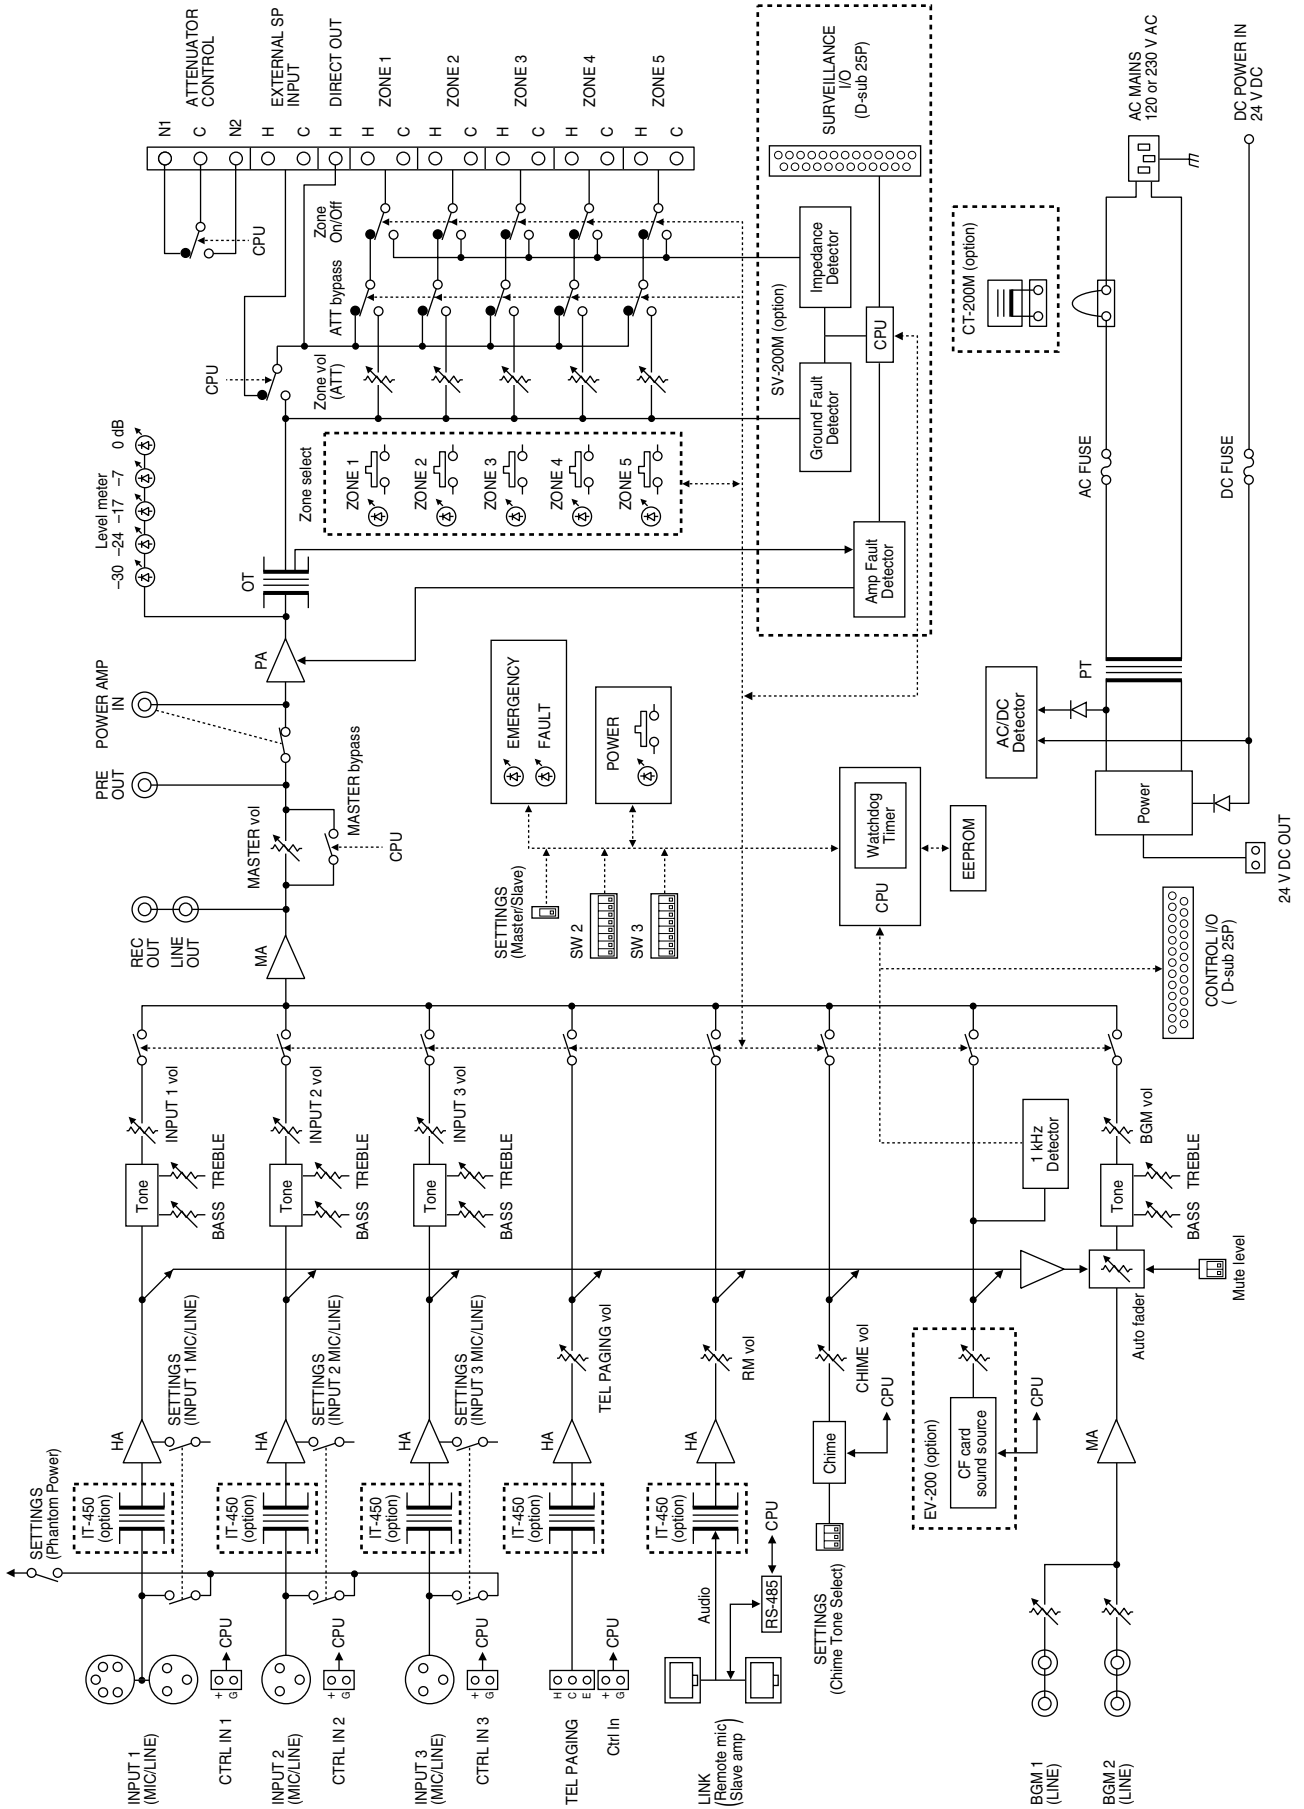 INPUT 1
(MIC/LINE)
CTRL IN 1
+
G
CPU
SETTINGS
(Phantom Power)
IT-450
(option)
HA
SETTINGS
(INPUT 1 MIC/LINE)
Tone
BASS
TREBLE
INPUT 1 vol
INPUT 2
(MIC/LINE)
CTRL IN 2
+
G
CPU
IT-450
(option)
HA
SETTINGS
(INPUT 2 MIC/LINE)
Tone
BASS
TREBLE
INPUT 2 vol
INPUT 3
(MIC/LINE)
CTRL IN 3
+
G
CPU
IT-450
(option)
HA
SETTINGS
(INPUT 3 MIC/LINE)
Tone
BASS
TREBLE
INPUT 3 vol
TEL PAGING
H
C
E
Ctrl In
+
G
CPU
IT-450
(option)
HA
TEL PAGING vol
LINK
(Remote mic)
(Slave amp)
Audio
RS-485
CPU
IT-450
(option)
HA
RM vol
SETTINGS
(Chime Tone Select)
Chime
CPU
CHIME vol
EV-200 (option)
CF card
sound source
CPU
1 kHz
Detector
BGM 1
(LINE)
BGM 2
(LINE)
MA
Auto fader
Mute level
Tone
BASS
TREBLE
BGM vol
MA
REC
OUT
LINE
OUT
MASTER vol
MASTER bypass
CPU
PRE
OUT
POWER AMP
IN
PA
OT
Level meter
–30
–24
–17
–7
0 dB
CPU
Zone select
ZONE 1
ZONE 2
ZONE 3
ZONE 4
ZONE 5
Zone vol
(ATT)
ATT bypass
Zone
On/Off
CPU
N1
C
N2
H
C
H
H
C
H
C
H
C
H
C
H
C
ATTENUATOR
CONTROL
EXTERNAL SP
INPUT
DIRECT OUT
ZONE 1
ZONE 2
ZONE 3
ZONE 4
ZONE 5
SETTINGS
(Master/Slave)
SW 2
SW 3
EMERGENCY
FAULT
POWER
CPU
Watchdog
Timer
EEPROM
CONTROL I/O
( D-sub 25P)
SV-200M (option)
Amp Fault
Detector
Ground Fault
Detector
CPU
Impedance
Detector
SURVEILLANCE
I/O
(D-sub 25P)
24 V DC OUT
Power
AC/DC
Detector
PT
AC FUSE
DC FUSE
CT-200M (option)
AC MAINS
120 or 230 V AC
DC POWER IN
24 V DC